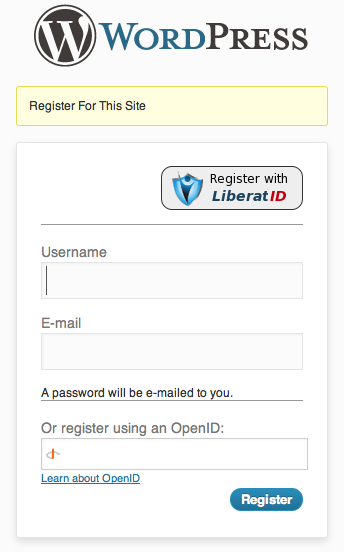 WORDPRESS
Register For This Site
Register with
LiberatID
Username
E-mail
A password will be e-mailed to you.
Or register using an OpenID:
Learn about OpenID
Register